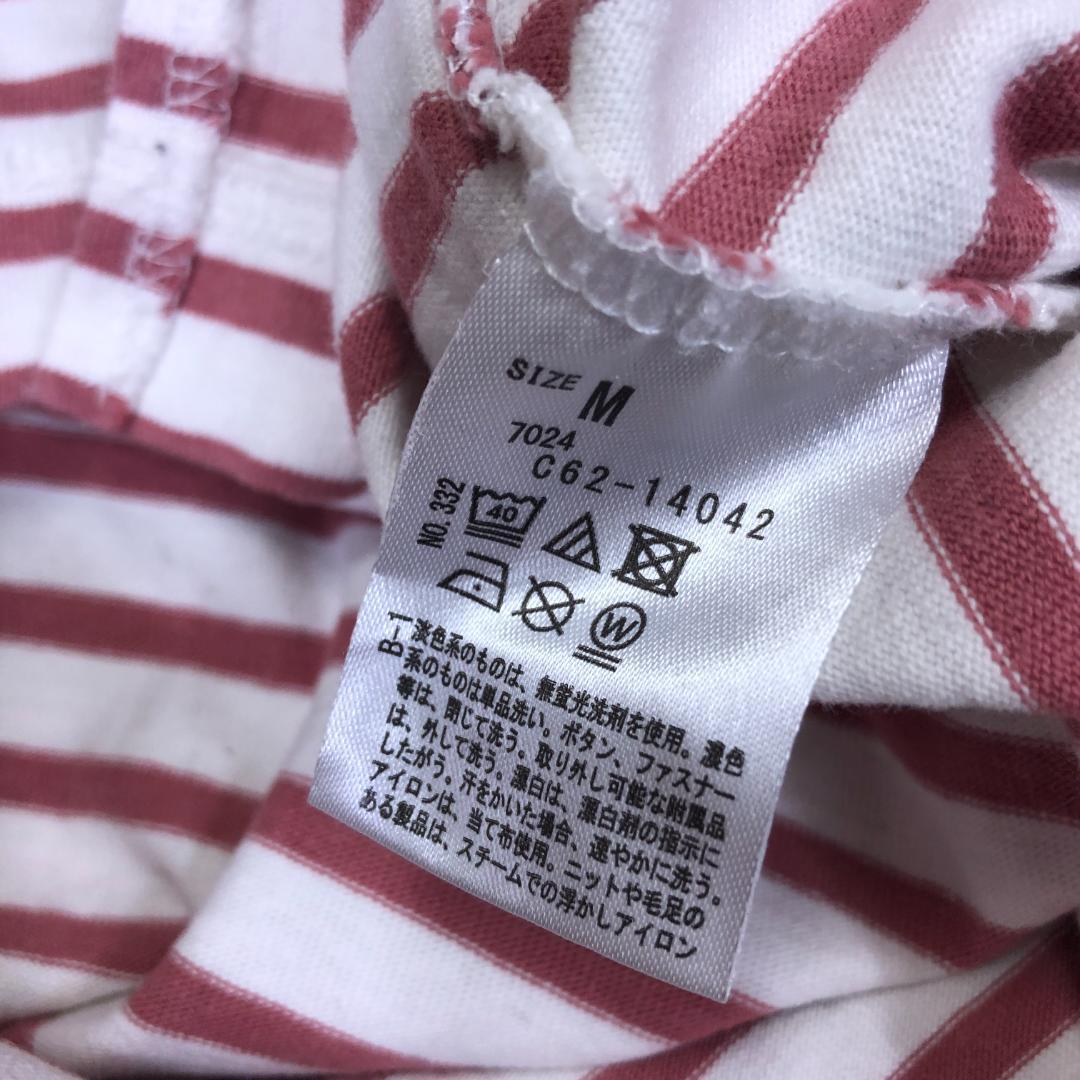 SIZE M
7024
C62-14042
NO. 332
40
W
B-1
淡色系のものは、無蛍光洗剤を使用。濃色
系のものは単品洗い。ボタン、ファスナー
等は、閉じて洗う。取り外し可能な附属品
は、外して洗う。漂白は、漂白剤の指示に
したがう。汗をかいた場合、速やかに洗う。
アイロンは、当て布使用。ニットや毛足の
ある製品は、スチームでの浮かしアイロン